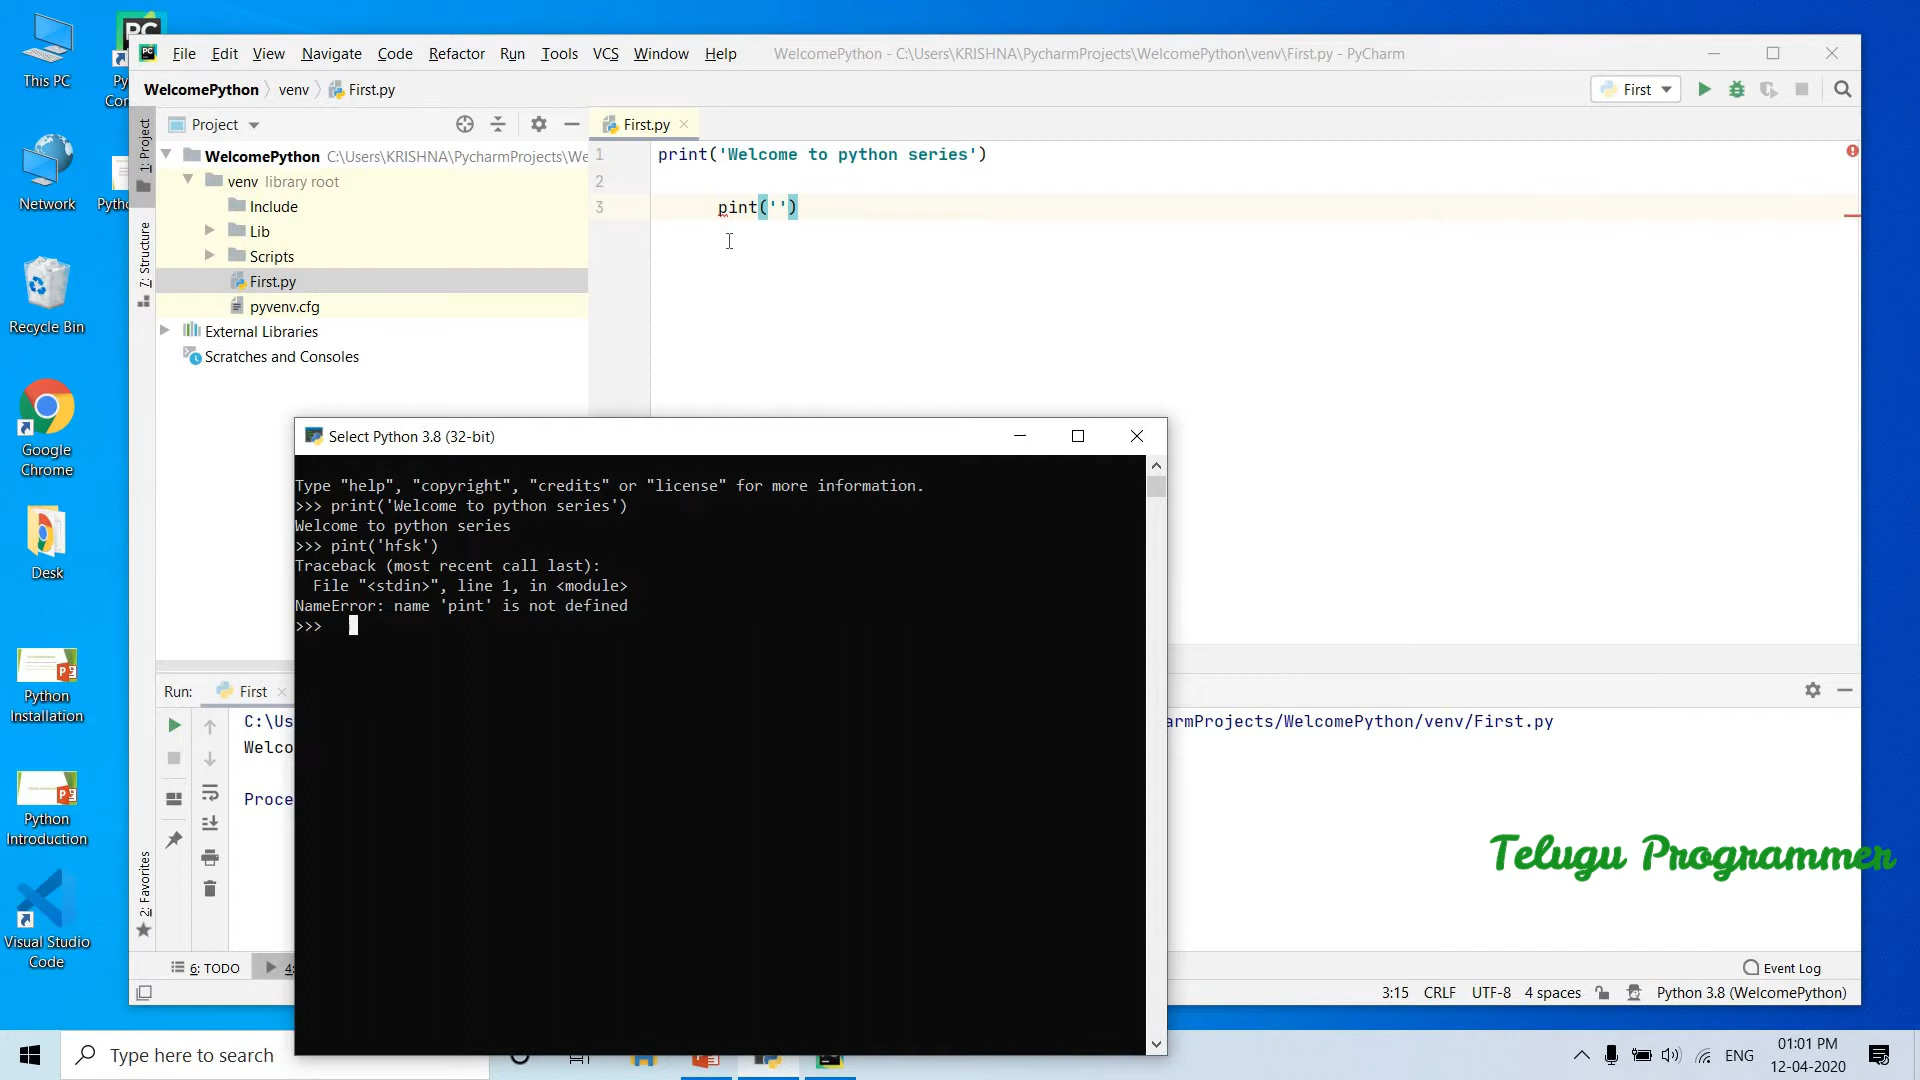 This PC
Network
Recycle Bin
Google
Chrome
Desk
Python
Installation
Python
Introduction
Visual Studio
Code
File Edit View Navigate Code Refactor Run Tools VCS Window Help
WelcomePython - C:\Users\KRISHNA\PycharmProjects\WelcomePython\venv\First.py - PyCharm
WelcomePython venv First.py
First
1: Project
7: Structure
2: Favorites
Project
WelcomePython C:\Users\KRISHNA\PycharmProjects\We
venv library root
Include
Lib
Scripts
First.py
pyvenv.cfg
External Libraries
Scratches and Consoles
First.py
1 print('Welcome to python series')
2
3 pint('')
Select Python 3.8 (32-bit)
Type "help", "copyright", "credits" or "license" for more information.
>>> print('Welcome to python series')
Welcome to python series
>>> pint('hfsk')
Traceback (most recent call last):
  File "<stdin>", line 1, in <module>
NameError: name 'pint' is not defined
>>>
Run: First
C:\Us
armProjects/WelcomePython/venv/First.py
Welco
Proce
Telugu Programmer
6: TODO 4:
Event Log
3:15 CRLF UTF-8 4 spaces Python 3.8 (WelcomePython)
Type here to search
ENG
01:01 PM
12-04-2020